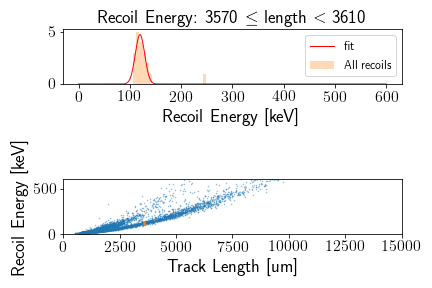 Recoil Energy: 3570 ≤ length < 3610
5
0
fit
All recoils
0 100 200 300 400 500 600
Recoil Energy [keV]
Recoil Energy [keV]
500
0
0 2500 5000 7500 10000 12500 15000
Track Length [um]